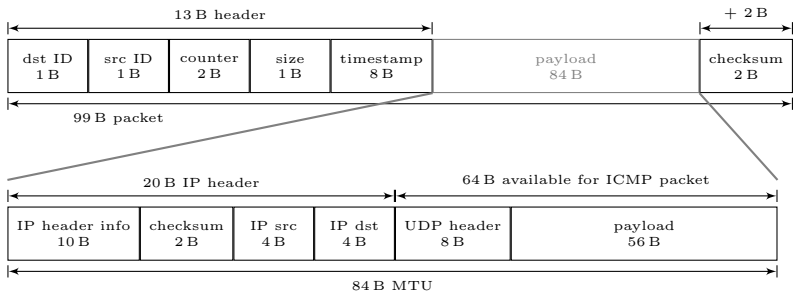 13 B header
+ 2 B
dst ID
1 B
src ID
1 B
counter
2 B
size
1 B
timestamp
8 B
payload
84 B
checksum
2 B
99 B packet
20 B IP header
64 B available for ICMP packet
IP header info
10 B
checksum
2 B
IP src
4 B
IP dst
4 B
UDP header
8 B
payload
56 B
84 B MTU